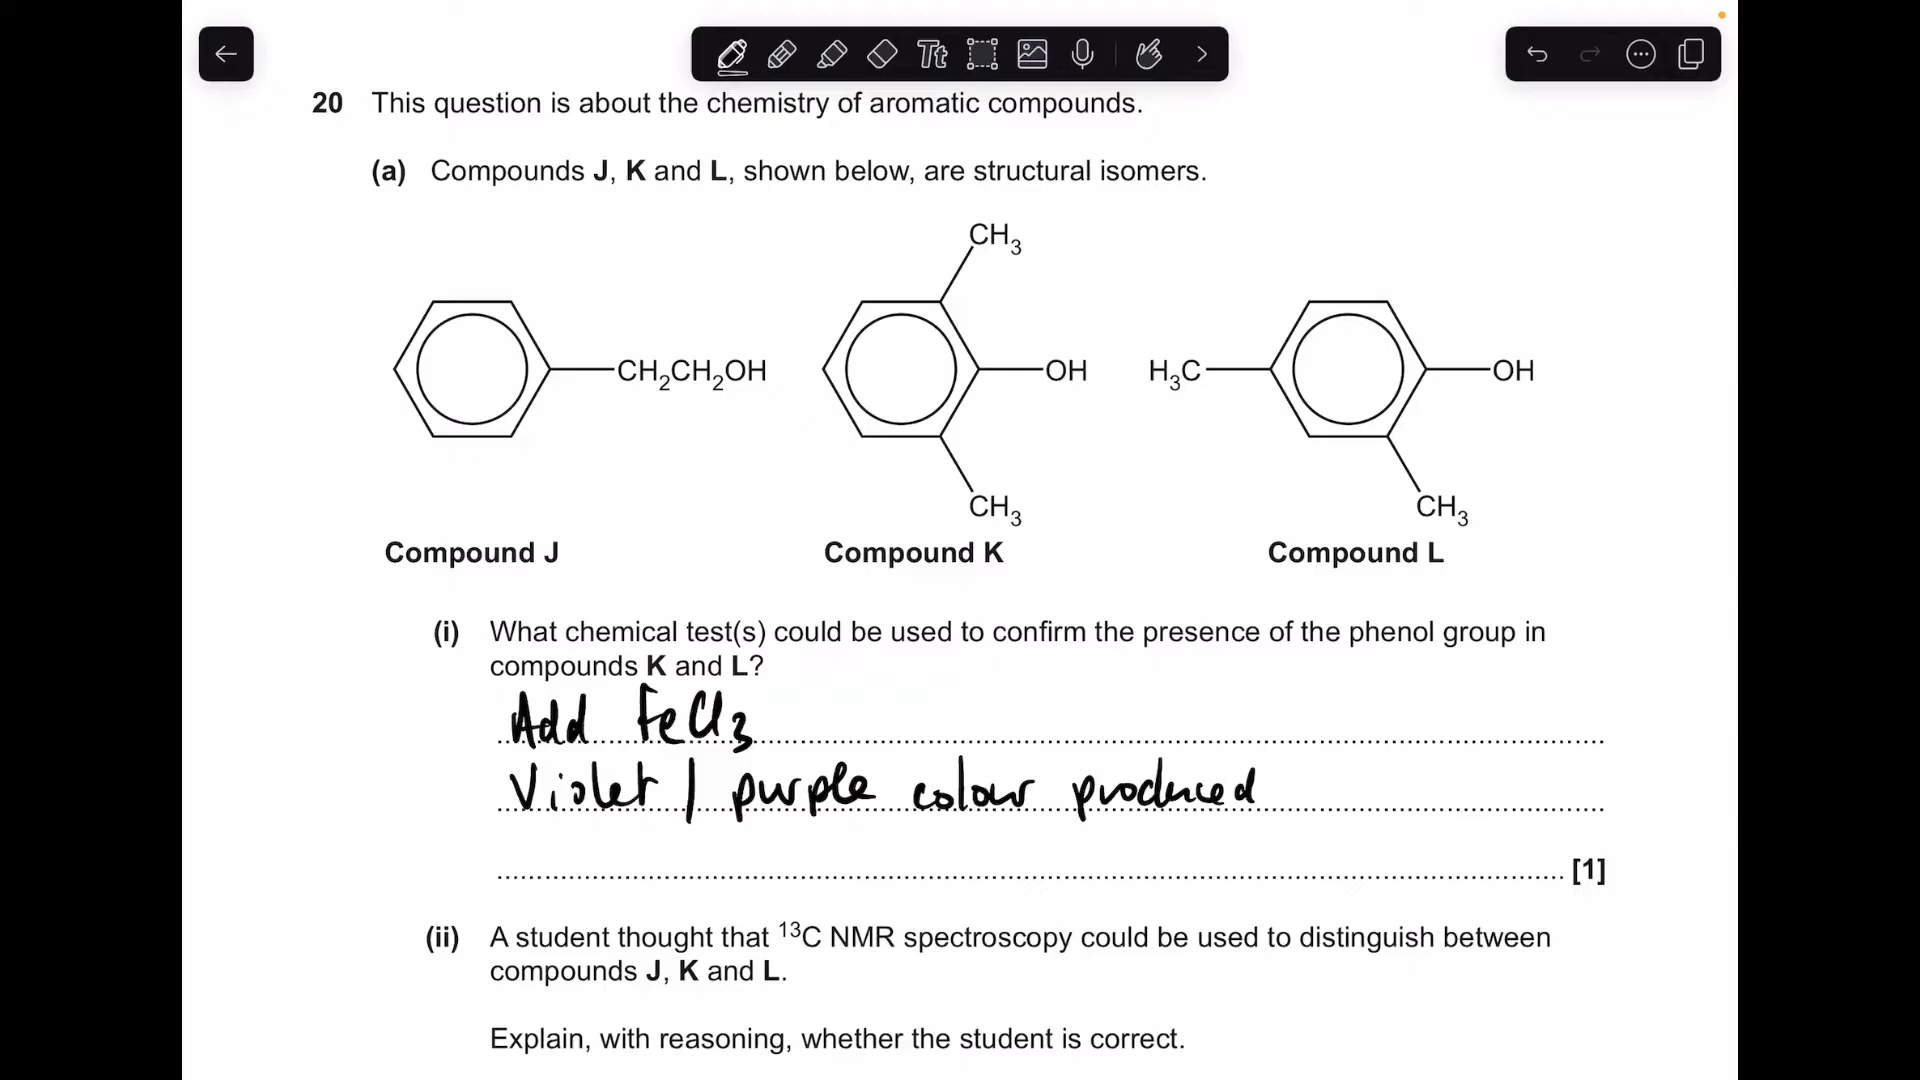 Tt
20 This question is about the chemistry of aromatic compounds.
(a) Compounds J, K and L, shown below, are structural isomers.
CH3
CH2CH2OH
OH
H3C
OH
CH3
CH3
Compound J Compound K Compound L
(i) What chemical test(s) could be used to confirm the presence of the phenol group in
compounds K and L?
Add FeCl3
Violet / purple colour produced
[1]
(ii) A student thought that ¹³C NMR spectroscopy could be used to distinguish between
compounds J, K and L.
Explain, with reasoning, whether the student is correct.